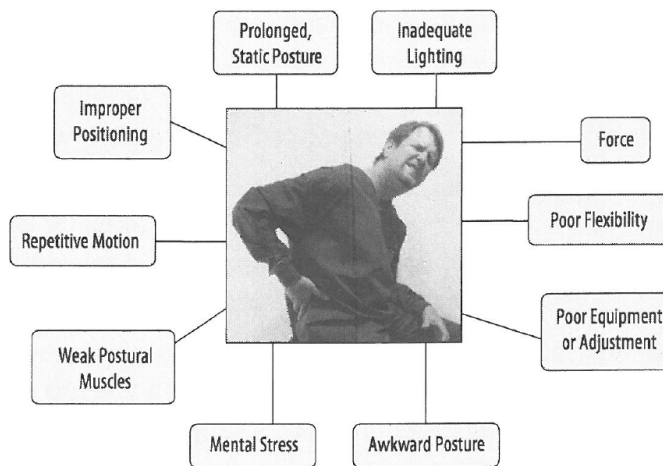 Prolonged,
Static Posture
Inadequate
Lighting
Improper
Positioning
Force
Repetitive Motion
Poor Flexibility
Weak Postural
Muscles
Poor Equipment
or Adjustment
Mental Stress
Awkward Posture